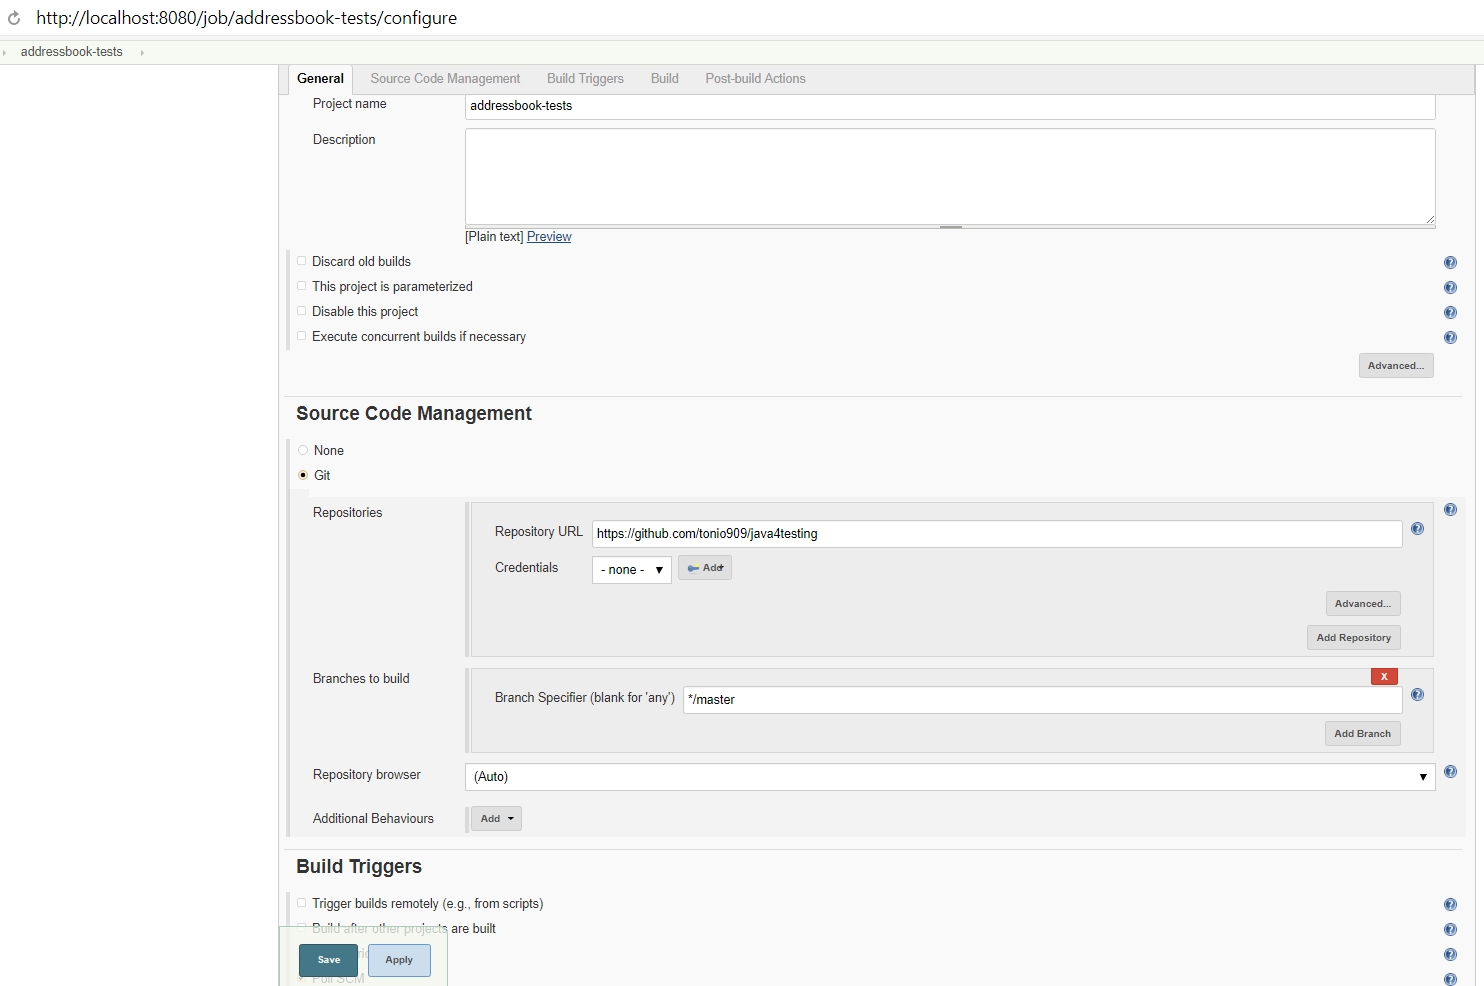 http://localhost:8080/job/addressbook-tests/configure
addressbook-tests
General Source Code Management Build Triggers Build Post-build Actions
Project name addressbook-tests
Description
[Plain text] Preview
Discard old builds
This project is parameterized
Disable this project
Execute concurrent builds if necessary
Advanced...
Source Code Management
None
Git
Repositories
Repository URL https://github.com/tonio909/java4testing
Credentials - none - Add
Advanced...
Add Repository
Branches to build
X
Branch Specifier (blank for 'any') */master
Add Branch
Repository browser (Auto)
Additional Behaviours Add
Build Triggers
Trigger builds remotely (e.g., from scripts)
Build after other projects are built
Save Apply
Poll SCM